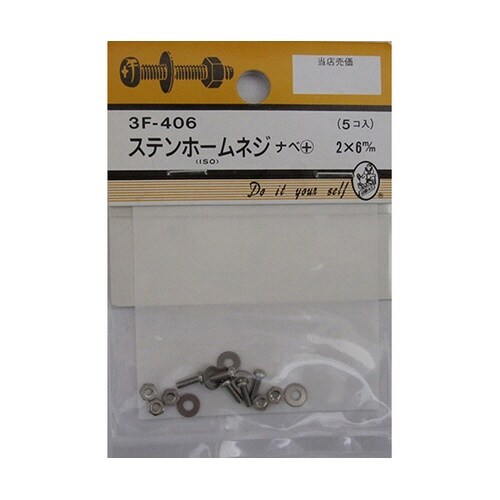 当店売価
3F-406
(5コ入)
ステンホームネジ ナベ⊕ 2×6m/m
(ISO)
Do it your self
®